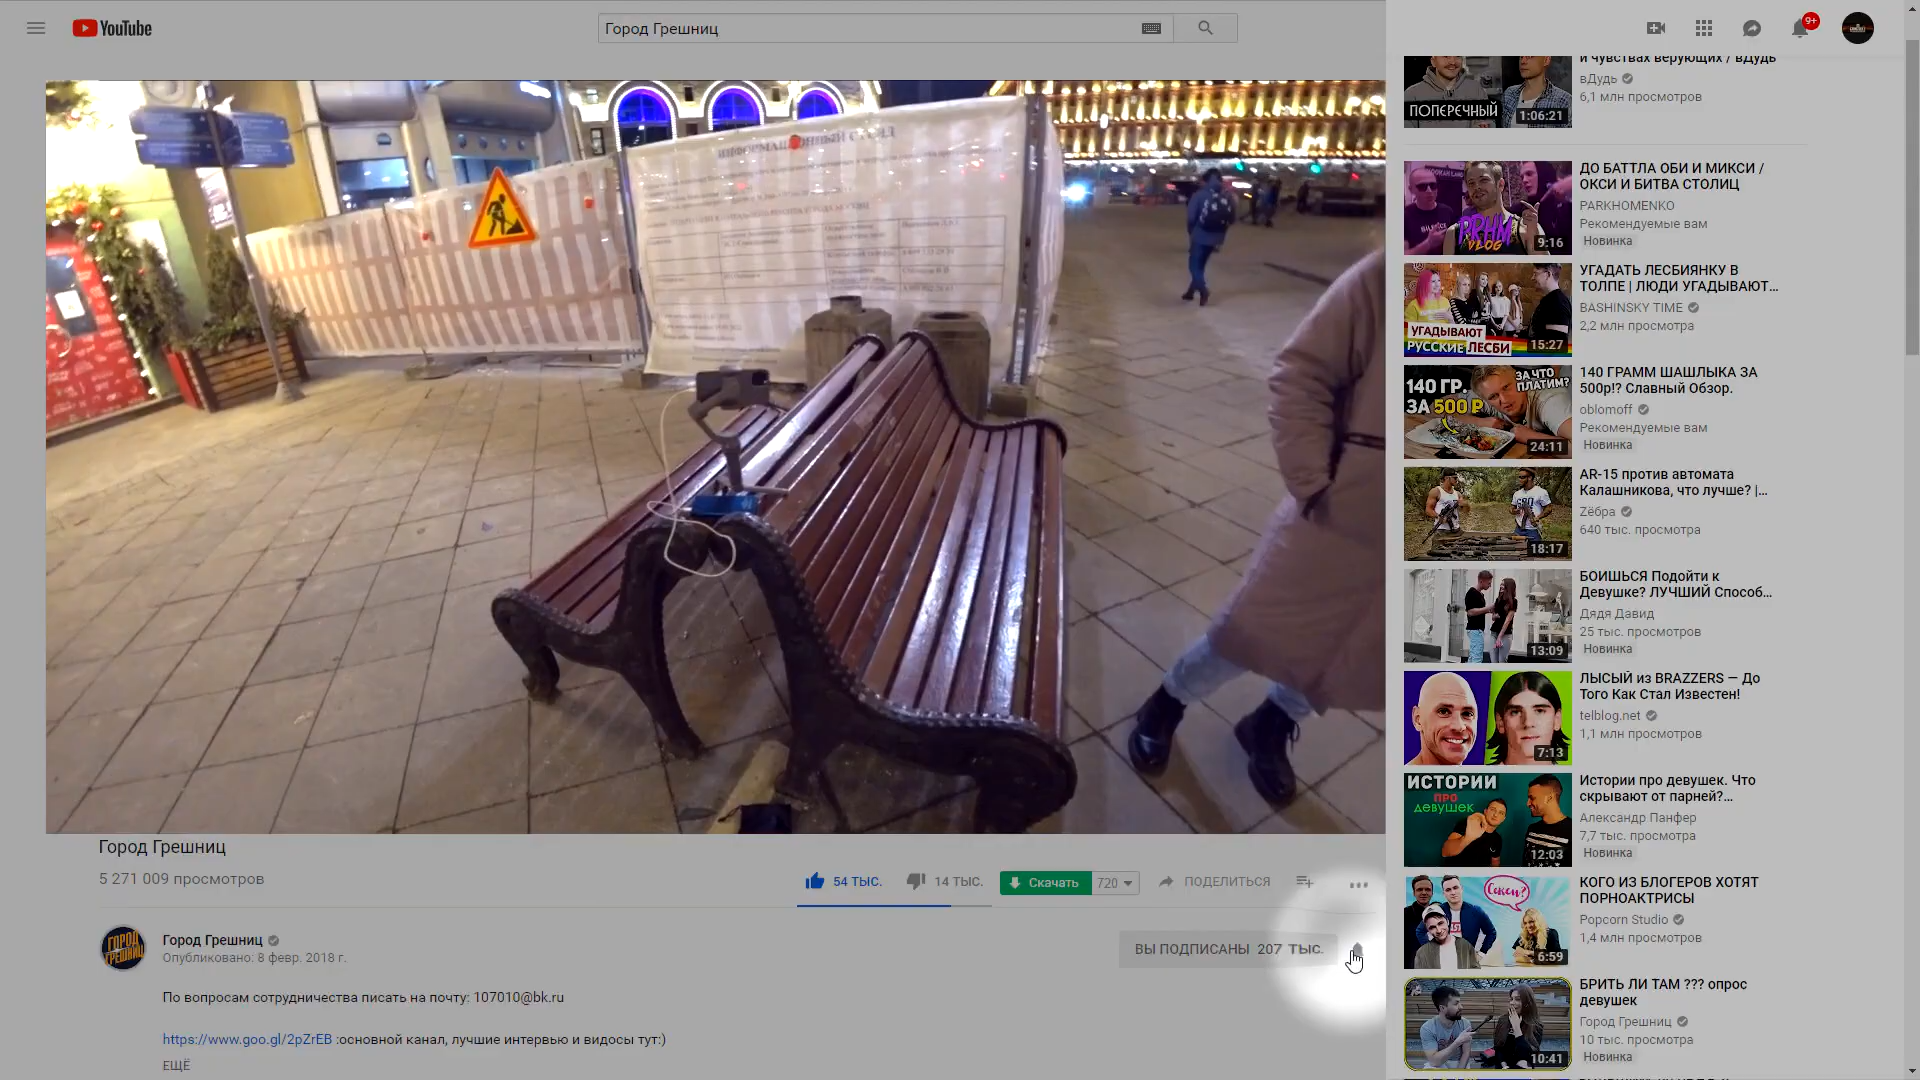 YouTube
Город Грешниц
9+
ИНФОРМАЦИОННЫЙ СТЕНД
Город Грешниц
5 271 009 просмотров
54 ТЫС.
14 ТЫС.
Скачать
720
ПОДЕЛИТЬСЯ
ГОРОД ГРЕШНИЦ
Город Грешниц
Опубликовано: 8 февр. 2018 г.
ВЫ ПОДПИСАНЫ 207 ТЫС.
По вопросам сотрудничества писать на почту: 107010@bk.ru
https://www.goo.gl/2pZrEB :основной канал, лучшие интервью и видосы тут:)
ЕЩЁ
ПОПЕРЕЧНЫЙ
1:06:21
и чувствах верующих / вДудь
вДудь
6,1 млн просмотров
PRHM
VLOG
9:16
ДО БАТТЛА ОБИ И МИКСИ /
ОКСИ И БИТВА СТОЛИЦ
PARKHOMENKO
Рекомендуемые вам
Новинка
УГАДЫВАЮТ
РУССКИЕ ЛЕСБИ
15:27
УГАДАТЬ ЛЕСБИЯНКУ В
ТОЛПЕ | ЛЮДИ УГАДЫВАЮТ...
BASHINSKY TIME
2,2 млн просмотра
140 ГР.
ЗА 500 Р
ЗА ЧТО
ПЛАТИМ?
24:11
140 ГРАММ ШАШЛЫКА ЗА
500р!? Славный Обзор.
oblomoff
Рекомендуемые вам
Новинка
18:17
AR-15 против автомата
Калашникова, что лучше? |...
Zёбра
640 тыс. просмотра
13:09
БОИШЬСЯ Подойти к
Девушке? ЛУЧШИЙ Способ...
Дядя Давид
25 тыс. просмотров
Новинка
7:13
ЛЫСЫЙ из BRAZZERS — До
Того Как Стал Известен!
telblog.net
1,1 млн просмотров
ИСТОРИИ
ПРО
девушек
12:03
Истории про девушек. Что
скрывают от парней?...
Александр Панфер
7,7 тыс. просмотра
Новинка
6:59
КОГО ИЗ БЛОГЕРОВ ХОТЯТ
ПОРНОАКТРИСЫ
Popcorn Studio
1,4 млн просмотров
10:41
БРИТЬ ЛИ ТАМ ??? опрос
девушек
Город Грешниц
10 тыс. просмотра
Новинка